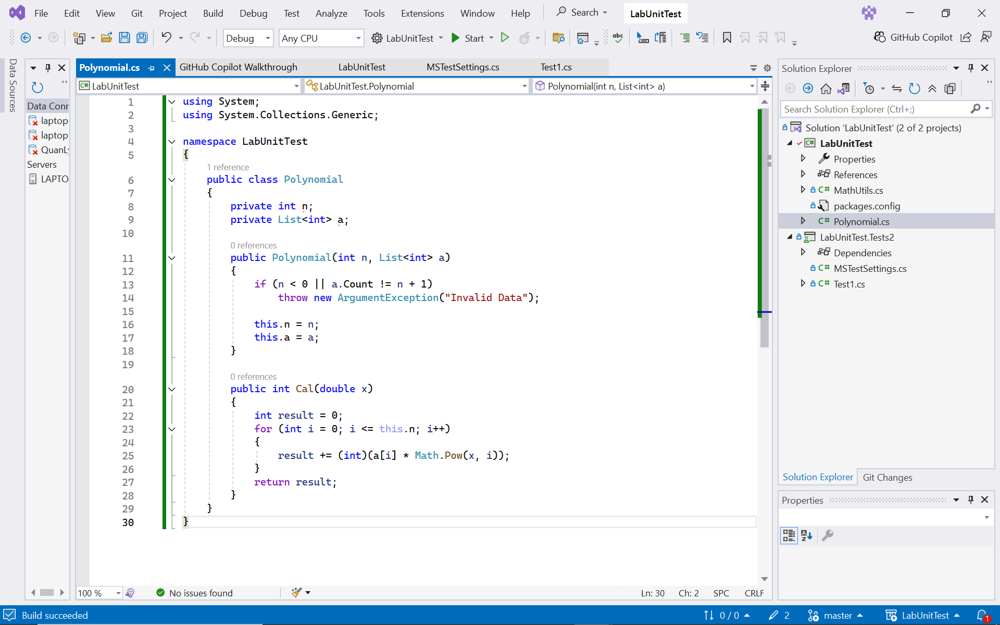 File Edit View Git Project Build Debug Test Analyze Tools Extensions Window Help Search LabUnitTest
Debug Any CPU LabUnitTest Start GitHub Copilot
Data Sources
Data Conr
laptop
laptop
QuanLy
Servers
LAPTO
Polynomial.cs GitHub Copilot Walkthrough LabUnitTest MSTestSettings.cs Test1.cs
C# LabUnitTest LabUnitTest.Polynomial Polynomial(int n, List<int> a)
1 using System;
2 using System.Collections.Generic;
3
4 namespace LabUnitTest
5 {
1 reference
6 public class Polynomial
7 {
8 private int n;
9 private List<int> a;
10
0 references
11 public Polynomial(int n, List<int> a)
12 {
13 if (n < 0 || a.Count != n + 1)
14 throw new ArgumentException("Invalid Data");
15
16 this.n = n;
17 this.a = a;
18 }
19
0 references
20 public int Cal(double x)
21 {
22 int result = 0;
23 for (int i = 0; i <= this.n; i++)
24 {
25 result += (int)(a[i] * Math.Pow(x, i));
26 }
27 return result;
28 }
29 }
30 }
100 % No issues found Ln: 30 Ch: 2 SPC CRLF
Solution Explorer
Search Solution Explorer (Ctrl+;)
Solution 'LabUnitTest' (2 of 2 projects)
C# LabUnitTest
Properties
References
C# MathUtils.cs
packages.config
C# Polynomial.cs
LabUnitTest.Tests2
Dependencies
C# MSTestSettings.cs
C# Test1.cs
Solution Explorer Git Changes
Properties
Build succeeded 0 / 0 2 master LabUnitTest 1